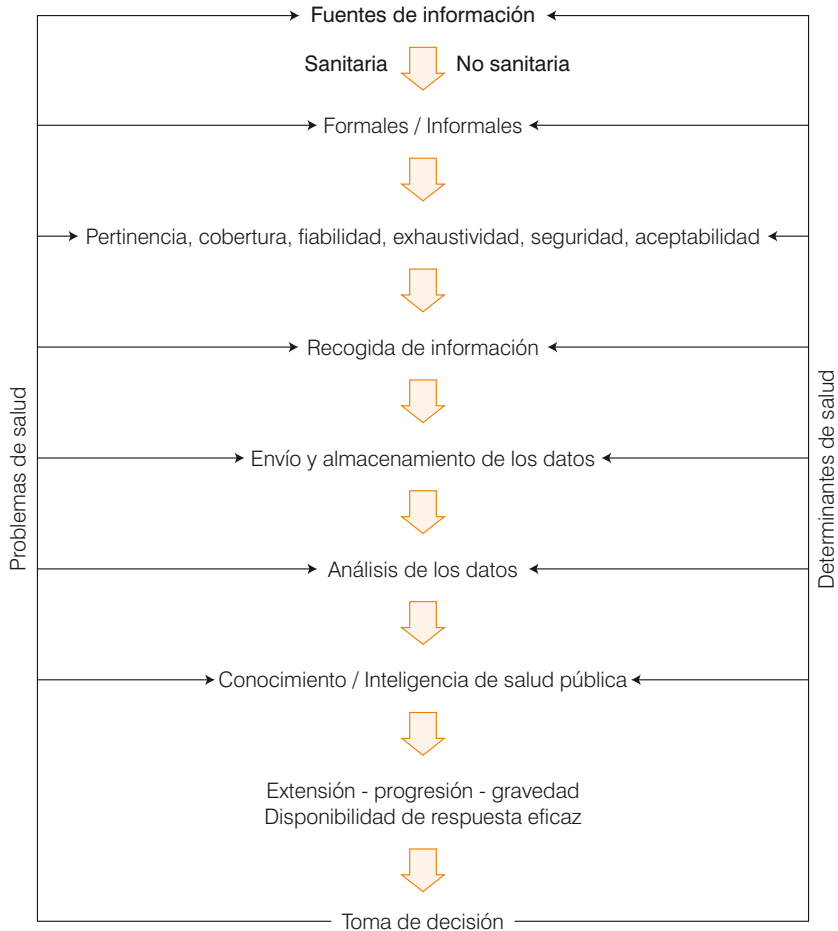 Fuentes de información
Sanitaria No sanitaria
Formales / Informales
Pertinencia, cobertura, fiabilidad, exhaustividad, seguridad, aceptabilidad
Recogida de información
Problemas de salud
Determinantes de salud
Envío y almacenamiento de los datos
Análisis de los datos
Conocimiento / Inteligencia de salud pública
Extensión - progresión - gravedad
Disponibilidad de respuesta eficaz
Toma de decisión